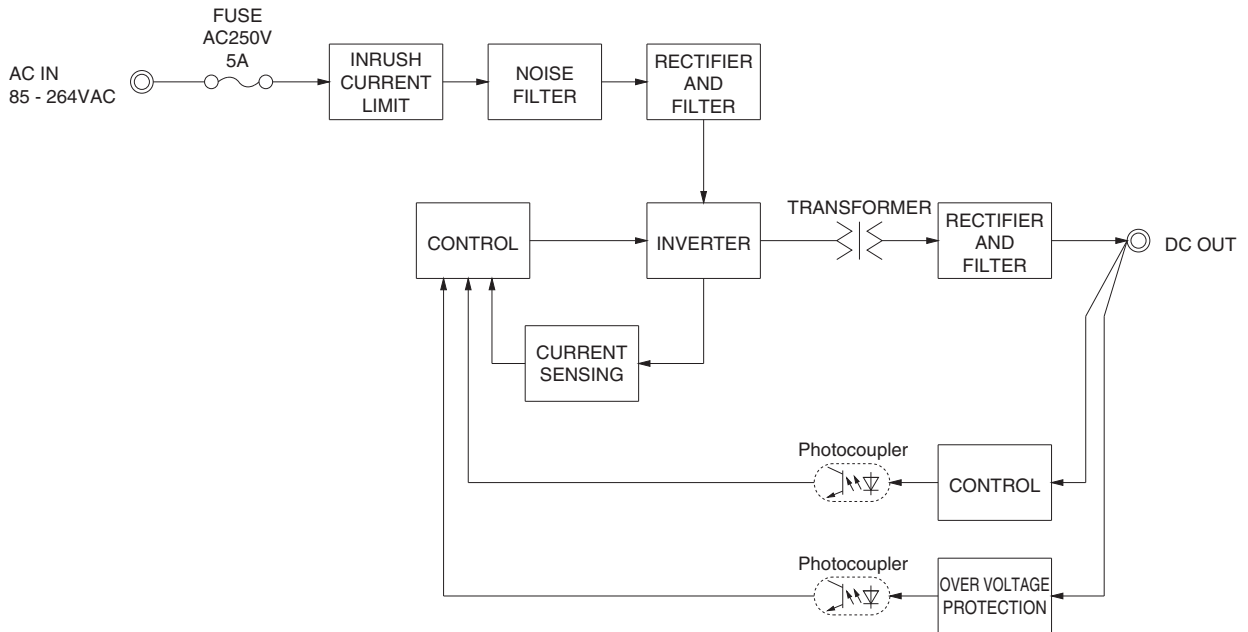 FUSE
AC250V
5A
AC IN
85 - 264VAC
INRUSH
CURRENT
LIMIT
NOISE
FILTER
RECTIFIER
AND
FILTER
CONTROL
INVERTER
TRANSFORMER
RECTIFIER
AND
FILTER
DC OUT
CURRENT
SENSING
Photocoupler
CONTROL
Photocoupler
OVER VOLTAGE
PROTECTION